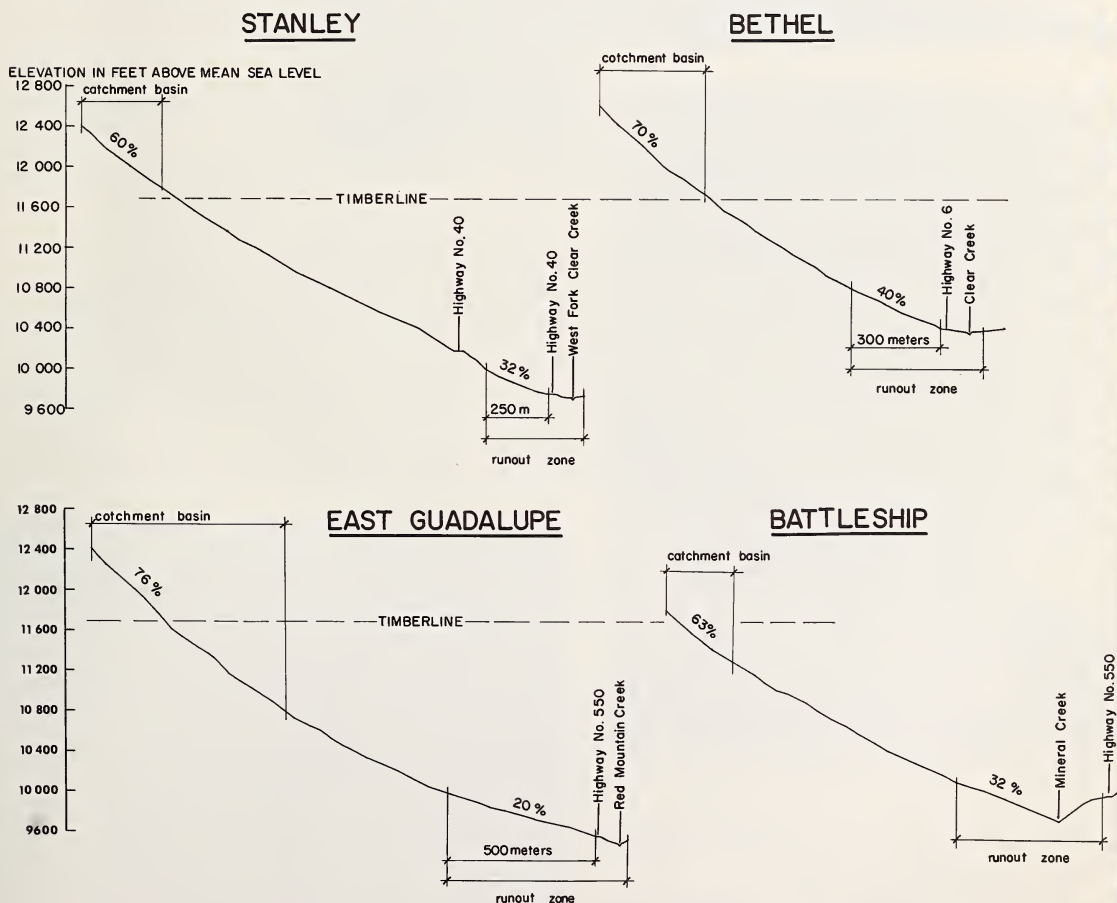 STANLEY
BETHEL
ELEVATION IN FEET ABOVE MEAN SEA LEVEL
12 800
12 400
12 000
11 600
11 200
10 800
10 400
10 000
9 600
catchment basin
60%
TIMBERLINE
Highway No. 40
Highway No. 40
West Fork Clear Creek
32%
250 m
runout zone
cotchment basin
70%
40%
Highway No. 6
Clear Creek
300 meters
runout zone
EAST GUADALUPE
BATTLESHIP
12 800
12 400
12 000
11 600
11 200
10 800
10 400
10 000
9600
cotchment basin
76%
TIMBERLINE
20%
Highway No. 550
Red Mountain Creek
500 meters
runout zone
catchment basin
63%
32%
Mineral Creek
Highway No. 550
runout zone